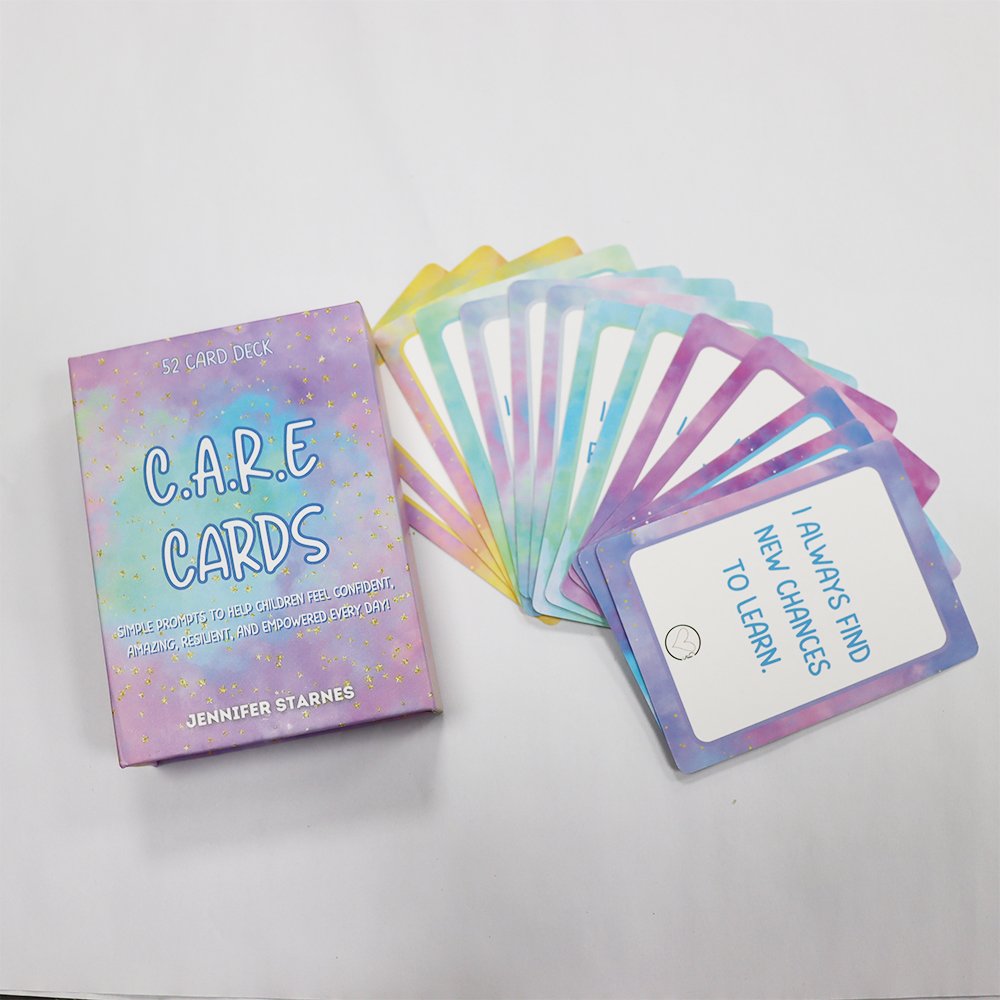 52 CARD DECK
C.A.R.E
CARDS
SIMPLE PROMPTS TO HELP CHILDREN FEEL CONFIDENT,
AMAZING, RESILIENT, AND EMPOWERED EVERY DAY!
JENNIFER STARNES
I ALWAYS FIND
NEW CHANCES
TO LEARN.